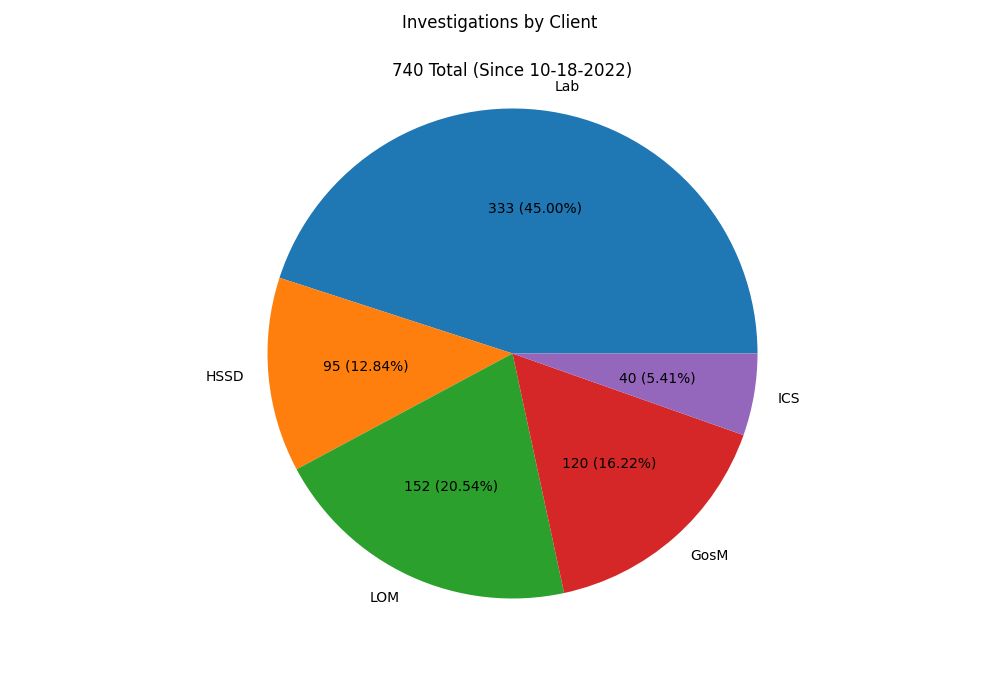 Investigations by Client
740 Total (Since 10-18-2022)
Lab
333 (45.00%)
HSSD
95 (12.84%)
40 (5.41%)
ICS
120 (16.22%)
152 (20.54%)
GosM
LOM